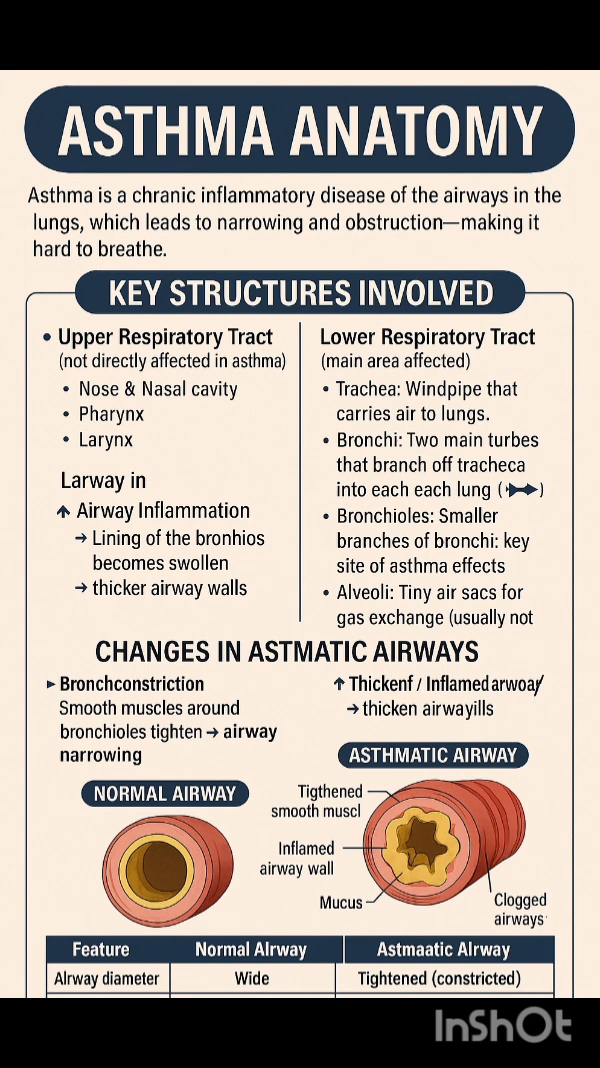 ASTHMA ANATOMY
Asthma is a chranic inflammatory disease of the airways in the
lungs, which leads to narrowing and obstruction—making it
hard to breathe.
KEY STRUCTURES INVOLVED
• Upper Respiratory Tract
(not directly affected in asthma)
• Nose & Nasal cavity
• Pharynx
• Larynx
Larway in
↑ Airway Inflammation
→ Lining of the bronhios
becomes swollen
→ thicker airway walls
Lower Respiratory Tract
(main area affected)
• Trachea: Windpipe that
carries air to lungs.
• Bronchi: Two main turbes
that branch off tracheca
into each each lung ( )
• Bronchioles: Smaller
branches of bronchi: key
site of asthma effects
• Alveoli: Tiny air sacs for
gas exchange (usually not
CHANGES IN ASTMATIC AIRWAYS
▸ Bronchconstriction
Smooth muscles around
bronchioles tighten → airway
narrowing
↑ Thickenf / Inflamed arwoay
→ thicken airwayills
NORMAL AIRWAY
ASTHMATIC AIRWAY
Tigthened
smooth muscl
Inflamed
airway wall
Mucus
Clogged
airways
Feature Normal Alrway Astmaatic Alrway
Alrway diameter Wide Tightened (constricted)
InShOt